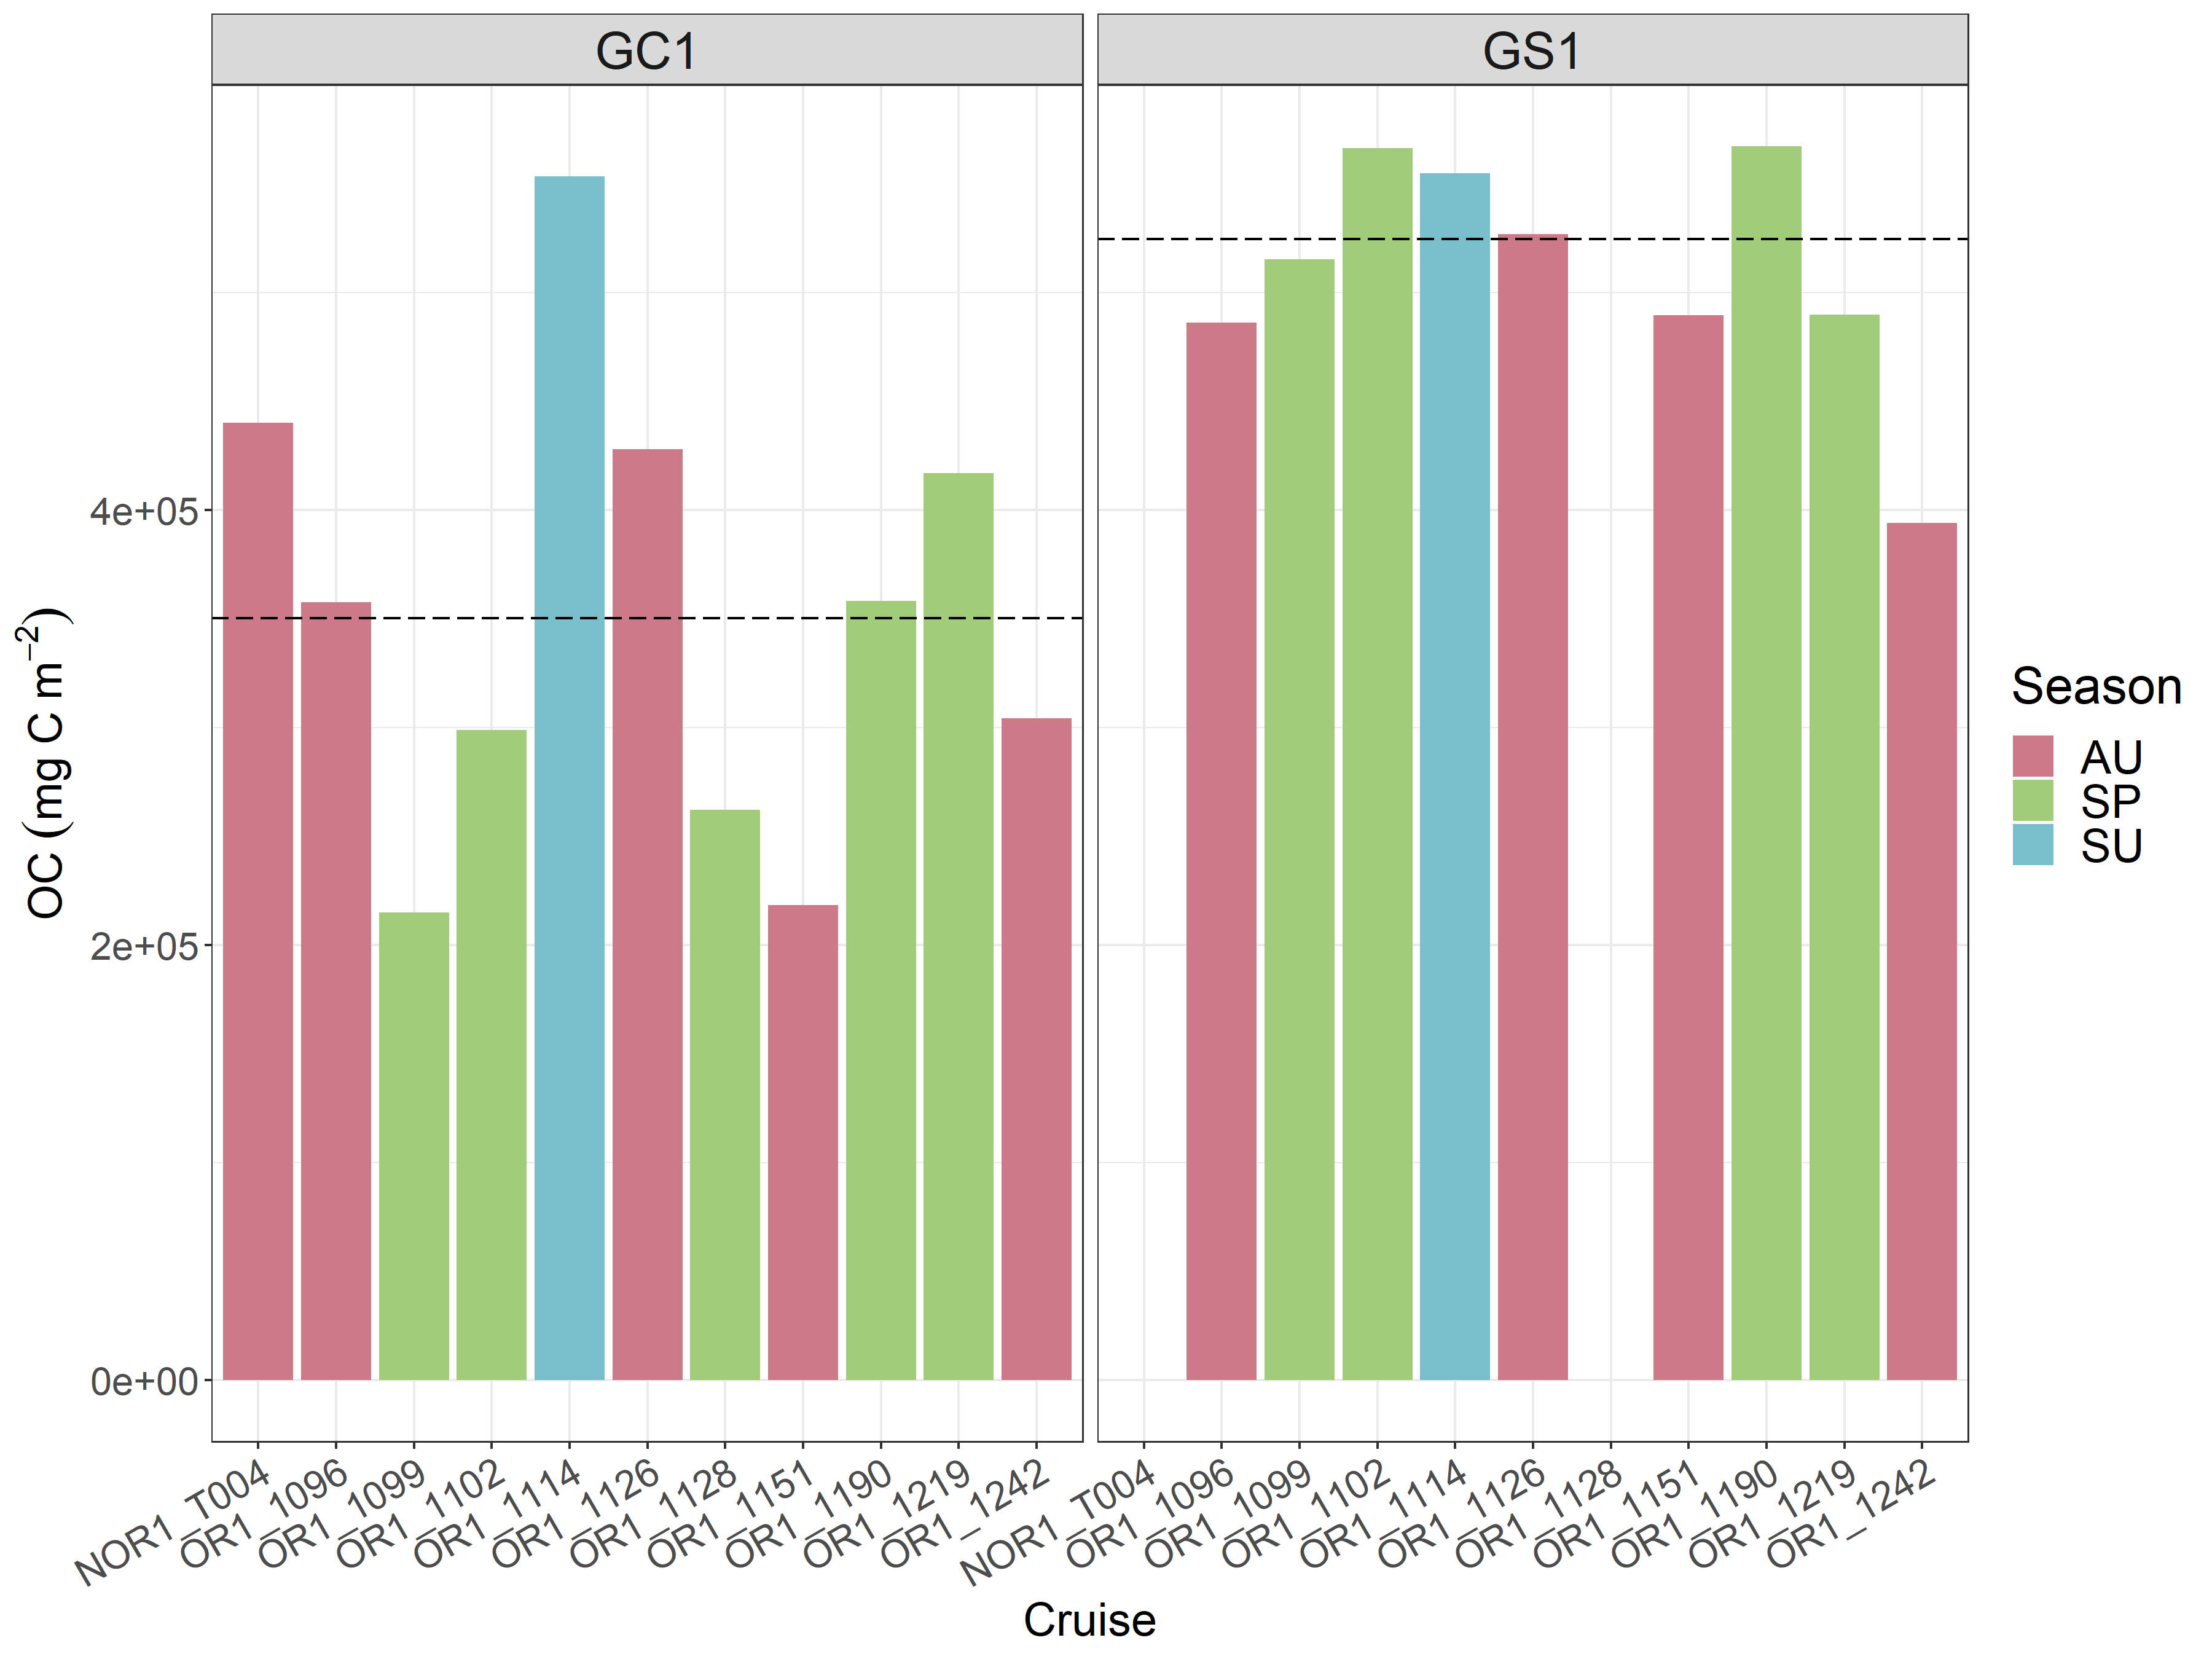 GC1
GS1
OC (mg C m⁻²)
4e+05
2e+05
0e+00
NOR1_T004
OR1_1096
OR1_1099
OR1_1102
OR1_1114
OR1_1126
OR1_1128
OR1_1151
OR1_1190
OR1_1219
OR1_1242
NOR1_T004
OR1_1096
OR1_1099
OR1_1102
OR1_1114
OR1_1126
OR1_1128
OR1_1151
OR1_1190
OR1_1219
OR1_1242
Cruise
Season
AU
SP
SU